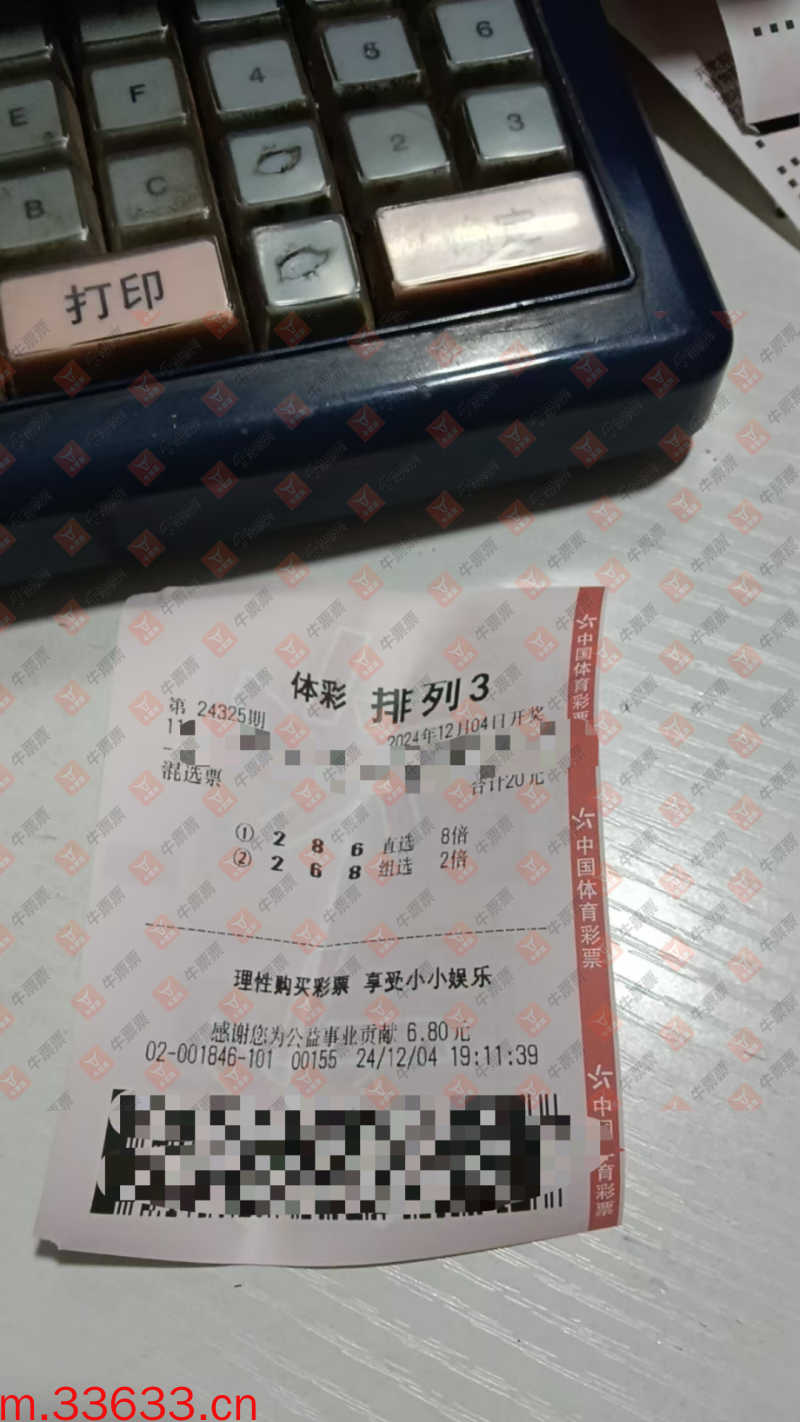 6
5
4
F
E
3
2
C
B
打印
体彩 排列3
第 24325期
2024年12月04日开奖
11
混选票 合计20元
① 2 8 6 直选 8倍
② 2 6 8 组选 2倍
理性购买彩票 享受小小娱乐
感谢您为公益事业贡献 6.80元
02-001846-101 00155 24/12/04 19:11:39
中国体育彩票
中国体育彩票
中国体育彩票
牛票票
m.33633.cn